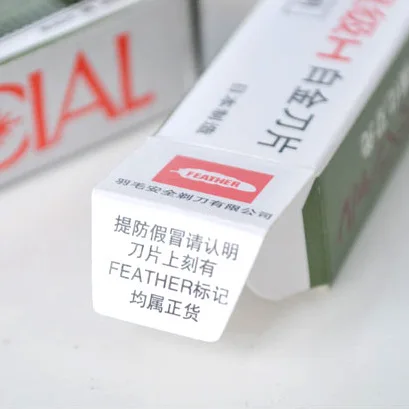 CIAL
级H
白金刀片
日本制造
FEATHER
羽毛安全剃刀有限公司
提防假冒请认明
刀片上刻有
FEATHER标记
均属正货